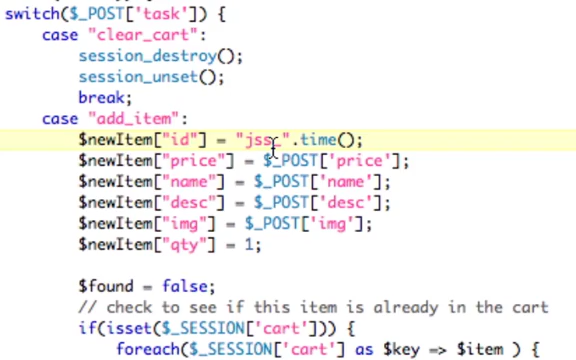 switch($_POST['task']) {
case "clear_cart":
session_destroy();
session_unset();
break;
case "add_item":
$newItem["id"] = "jss_".time();
$newItem["price"] = $_POST['price'];
$newItem["name"] = $_POST['name'];
$newItem["desc"] = $_POST['desc'];
$newItem["img"] = $_POST['img'];
$newItem["qty"] = 1;
$found = false;
// check to see if this item is already in the cart
if(isset($_SESSION['cart'])) {
foreach($_SESSION['cart'] as $key => $item ) {